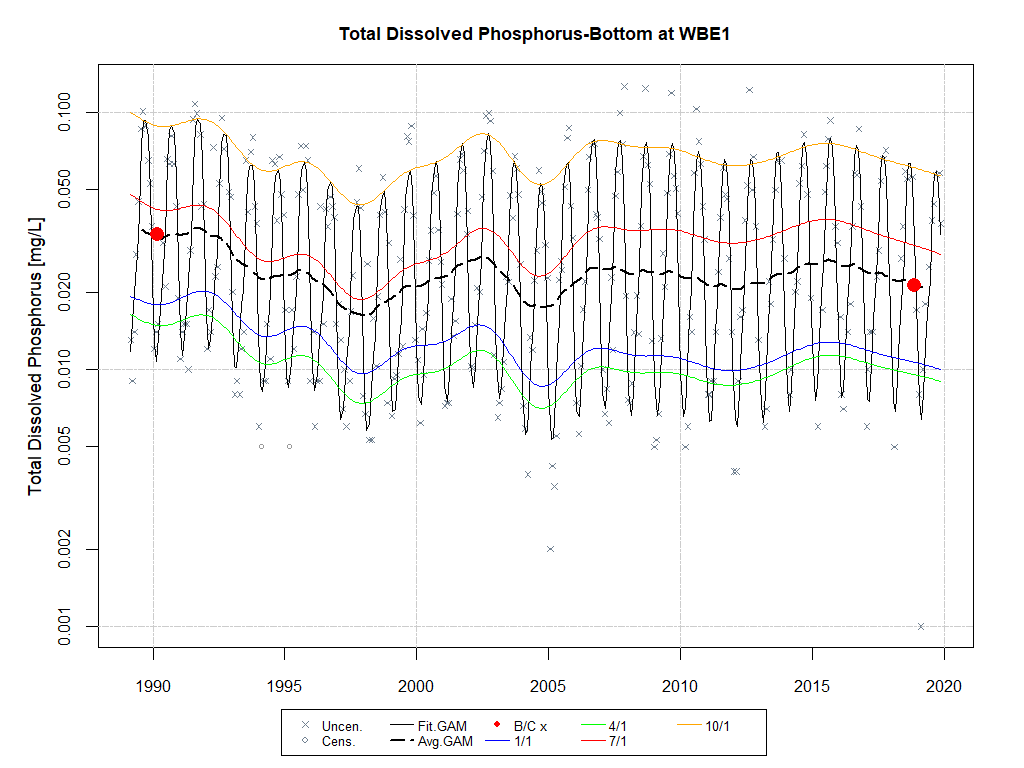 Total Dissolved Phosphorus-Bottom at WBE1
Total Dissolved Phosphorus [mg/L]
0.100
0.050
0.020
0.010
0.005
0.002
0.001
1990 1995 2000 2005 2010 2015 2020
Uncen. Fit.GAM B/C x 4/1 10/1
Cens. Avg.GAM 1/1 7/1